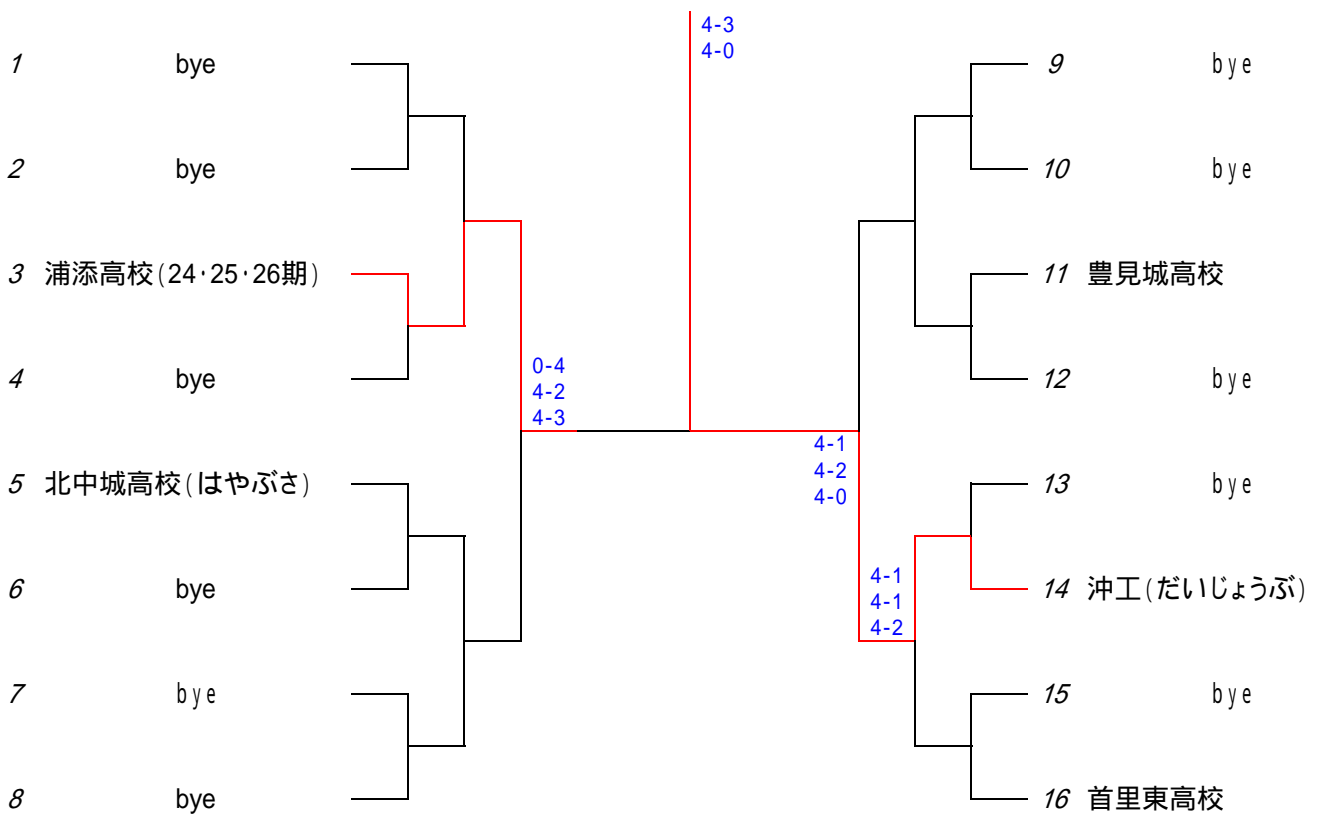 4-3
4-0
1 bye
2 bye
3 浦添高校(24・25・26期)
4 bye
0-4
4-2
4-3
5 北中城高校(はやぶさ)
6 bye
7 bye
8 bye
9 bye
10 bye
11 豊見城高校
12 bye
4-1
4-2
4-0
13 bye
4-1
4-1
4-2
14 沖工(だいじょうぶ)
15 bye
16 首里東高校